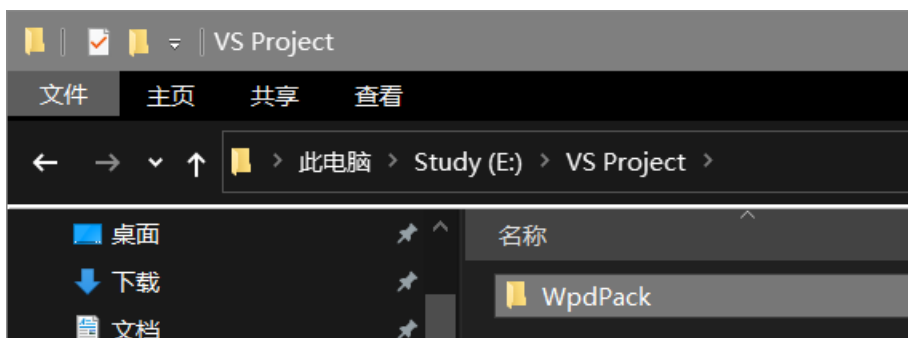 VS Project
文件 主页 共享 查看
此电脑 Study (E:) VS Project
桌面 名称
下载 WpdPack
文档